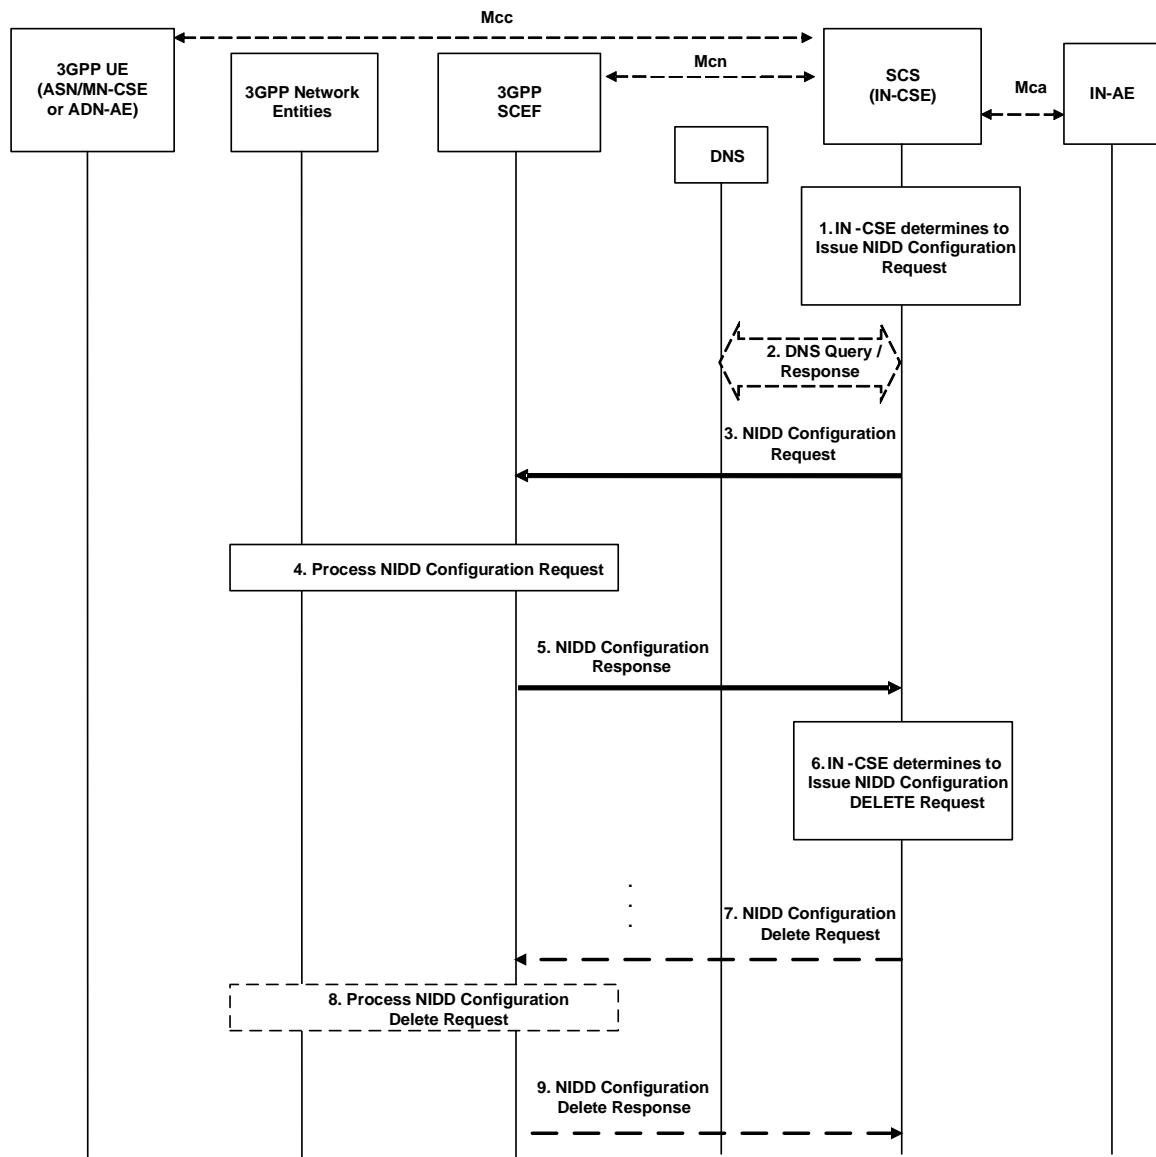 Mcc
3GPP UE
(ASN/MN-CSE
or ADN-AE)
3GPP Network
Entities
3GPP
SCEF
Mcn
DNS
SCS
(IN-CSE)
Mca
IN-AE
1. IN -CSE determines to
Issue NIDD Configuration
Request
2. DNS Query /
Response
3. NIDD Configuration
Request
4. Process NIDD Configuration Request
5. NIDD Configuration
Response
6. IN -CSE determines to
Issue NIDD Configuration
DELETE Request
.
.
.
7. NIDD Configuration
Delete Request
8. Process NIDD Configuration
Delete Request
9. NIDD Configuration
Delete Response